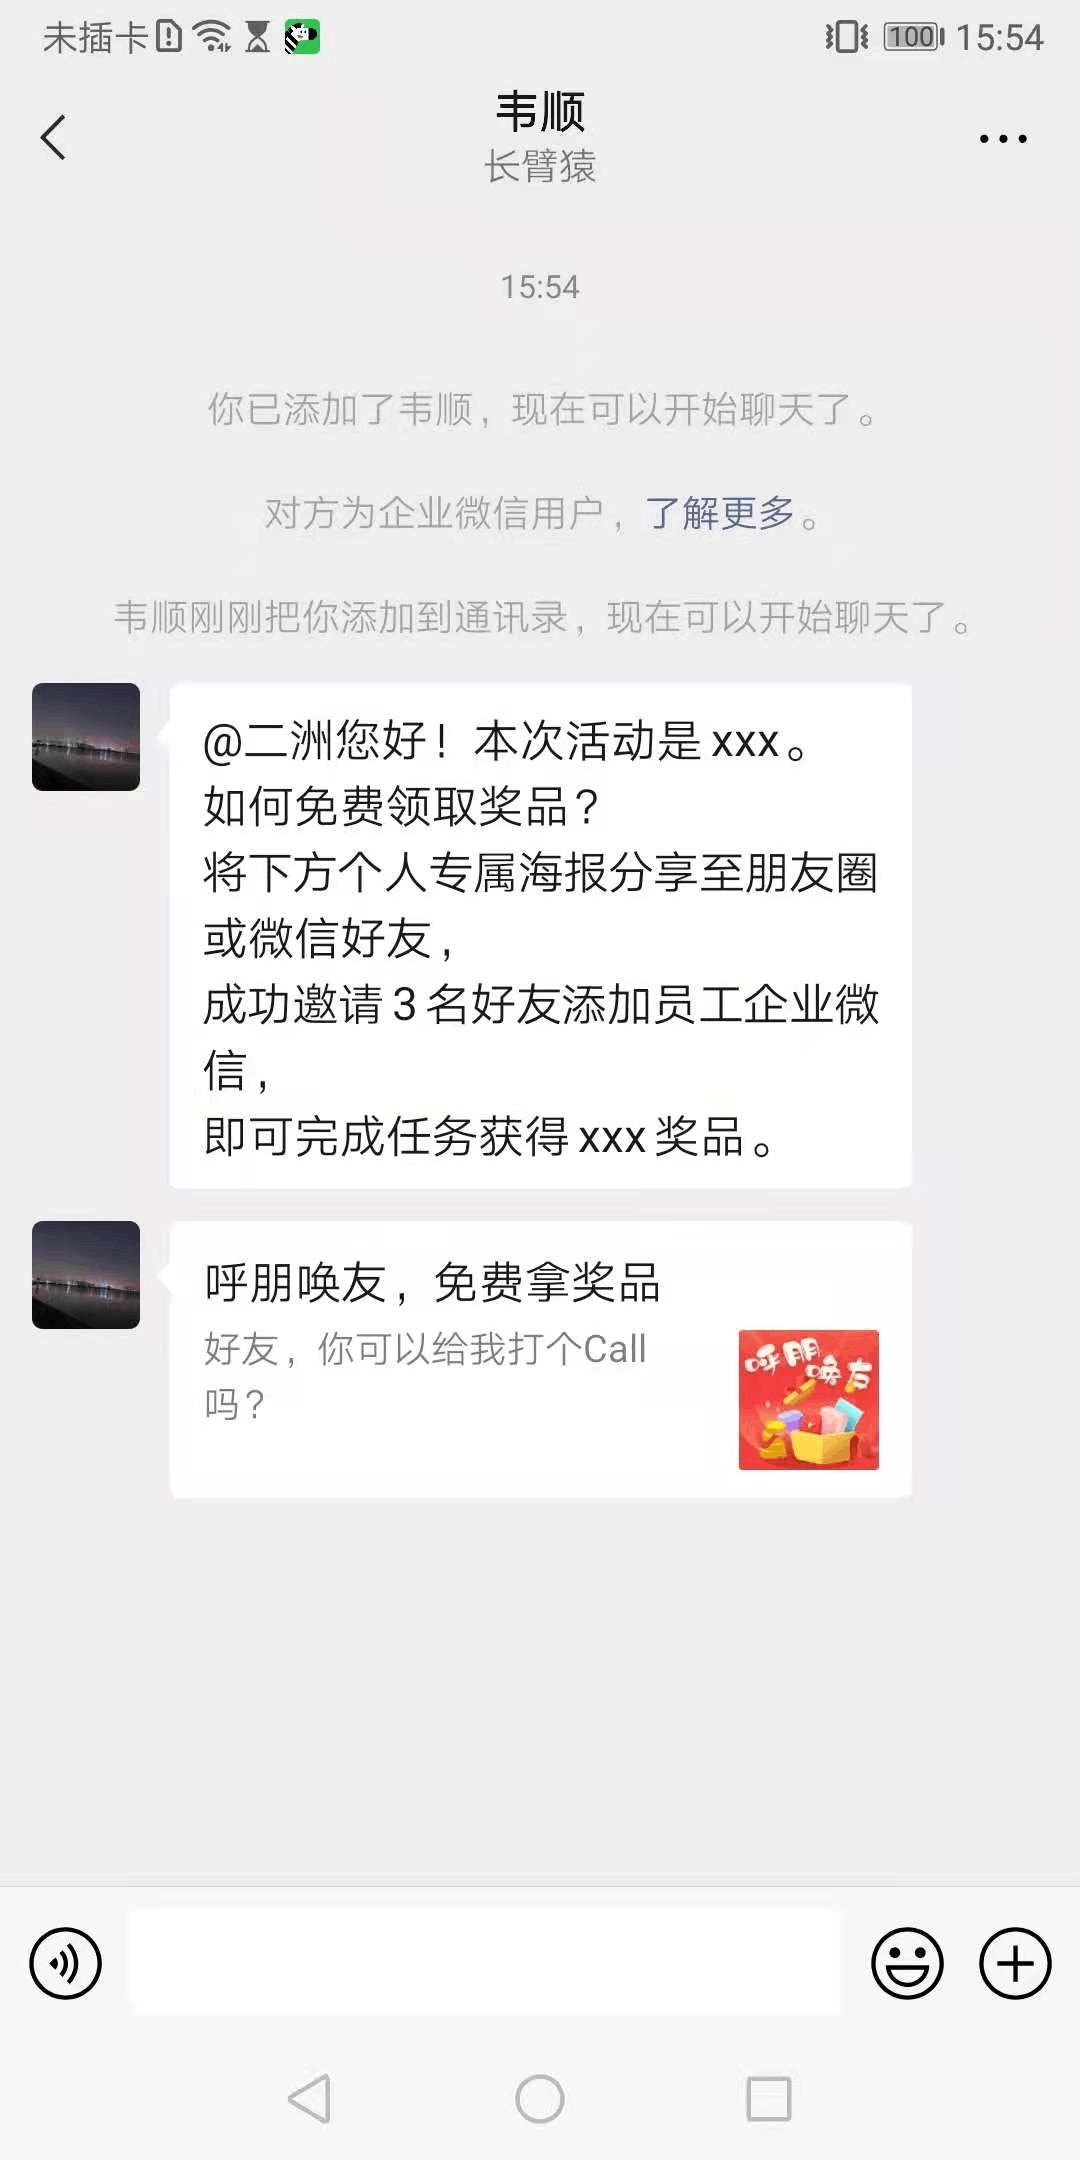 未插卡 100 15:54
韦顺
长臂猿
15:54
你已添加了韦顺，现在可以开始聊天了。
对方为企业微信用户，了解更多。
韦顺刚刚把你添加到通讯录，现在可以开始聊天了。
@二洲您好！本次活动是xxx。
如何免费领取奖品？
将下方个人专属海报分享至朋友圈
或微信好友，
成功邀请3名好友添加员工企业微
信，
即可完成任务获得xxx奖品。
呼朋唤友，免费拿奖品
好友，你可以给我打个Call
吗？
呼朋
唤友